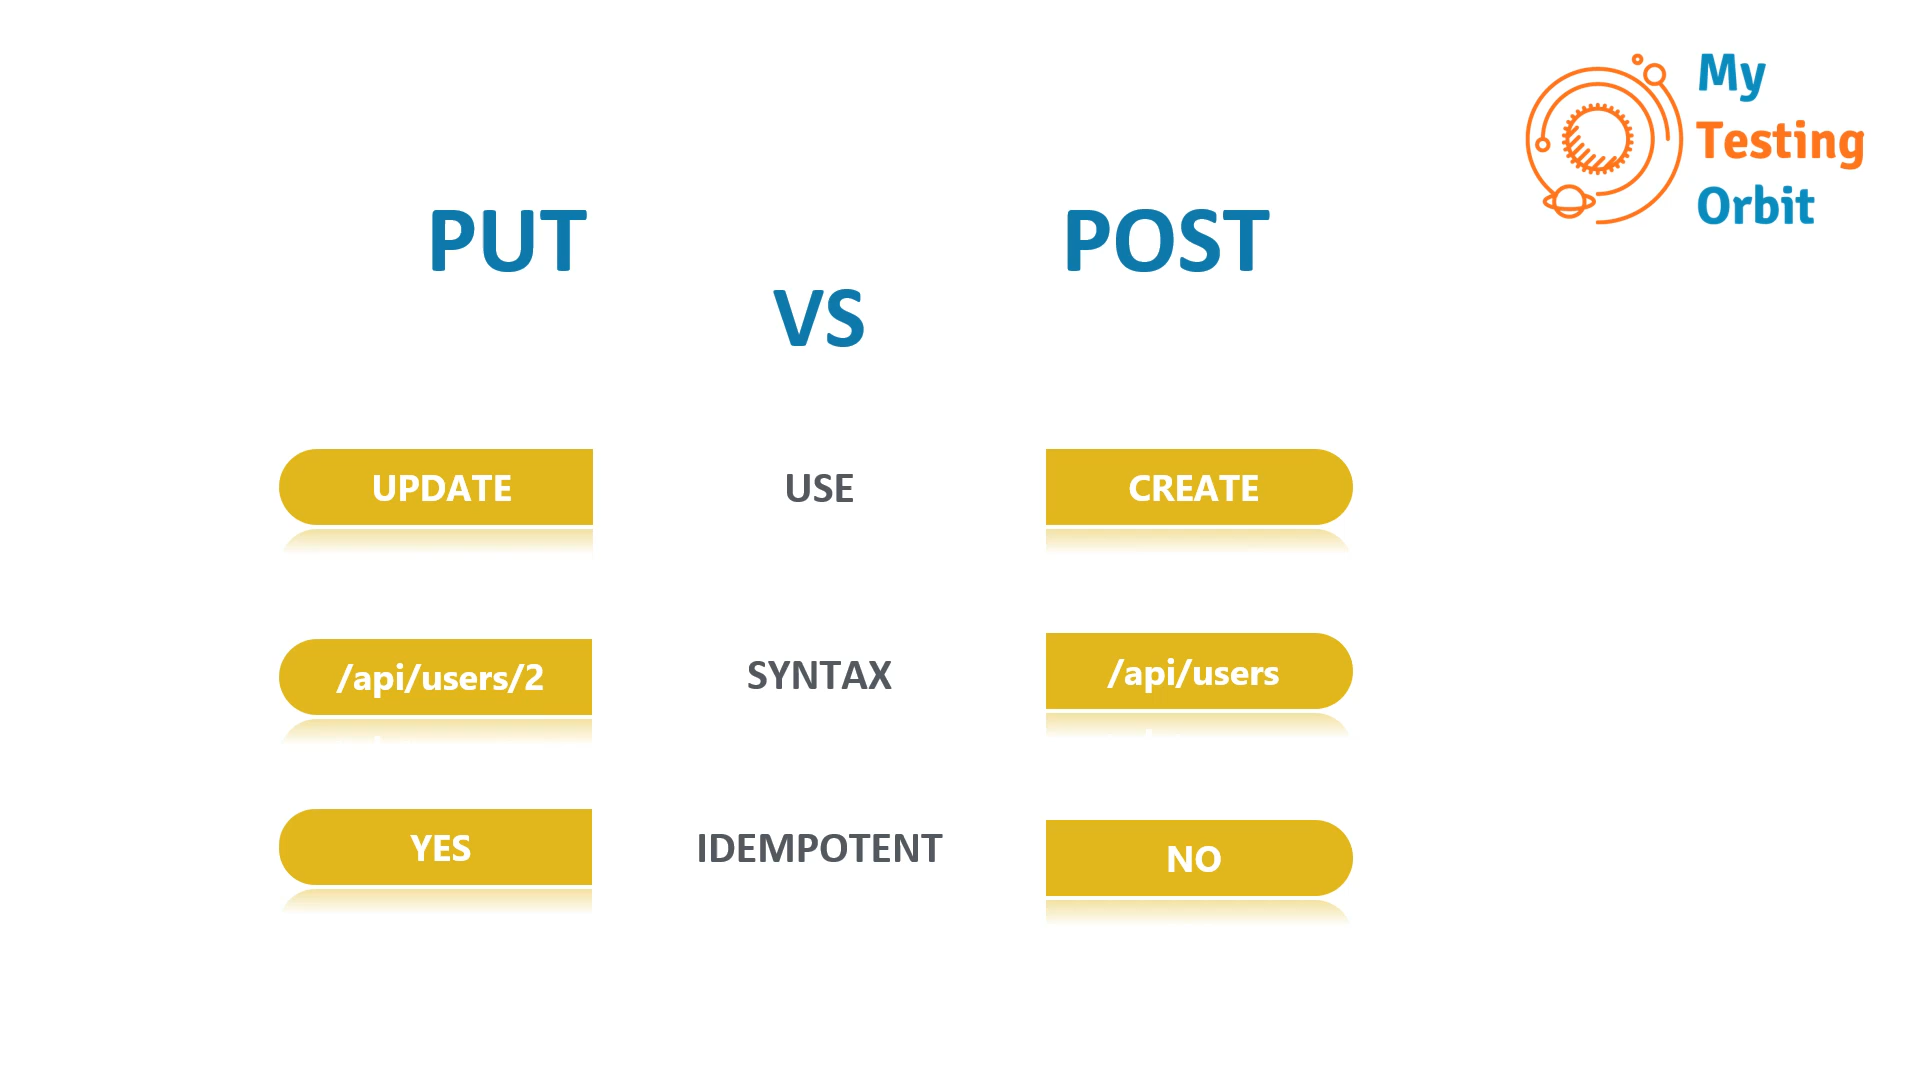 My
Testing
Orbit
PUT
POST
VS
UPDATE
USE
CREATE
/api/users/2
SYNTAX
/api/users
YES
IDEMPOTENT
NO